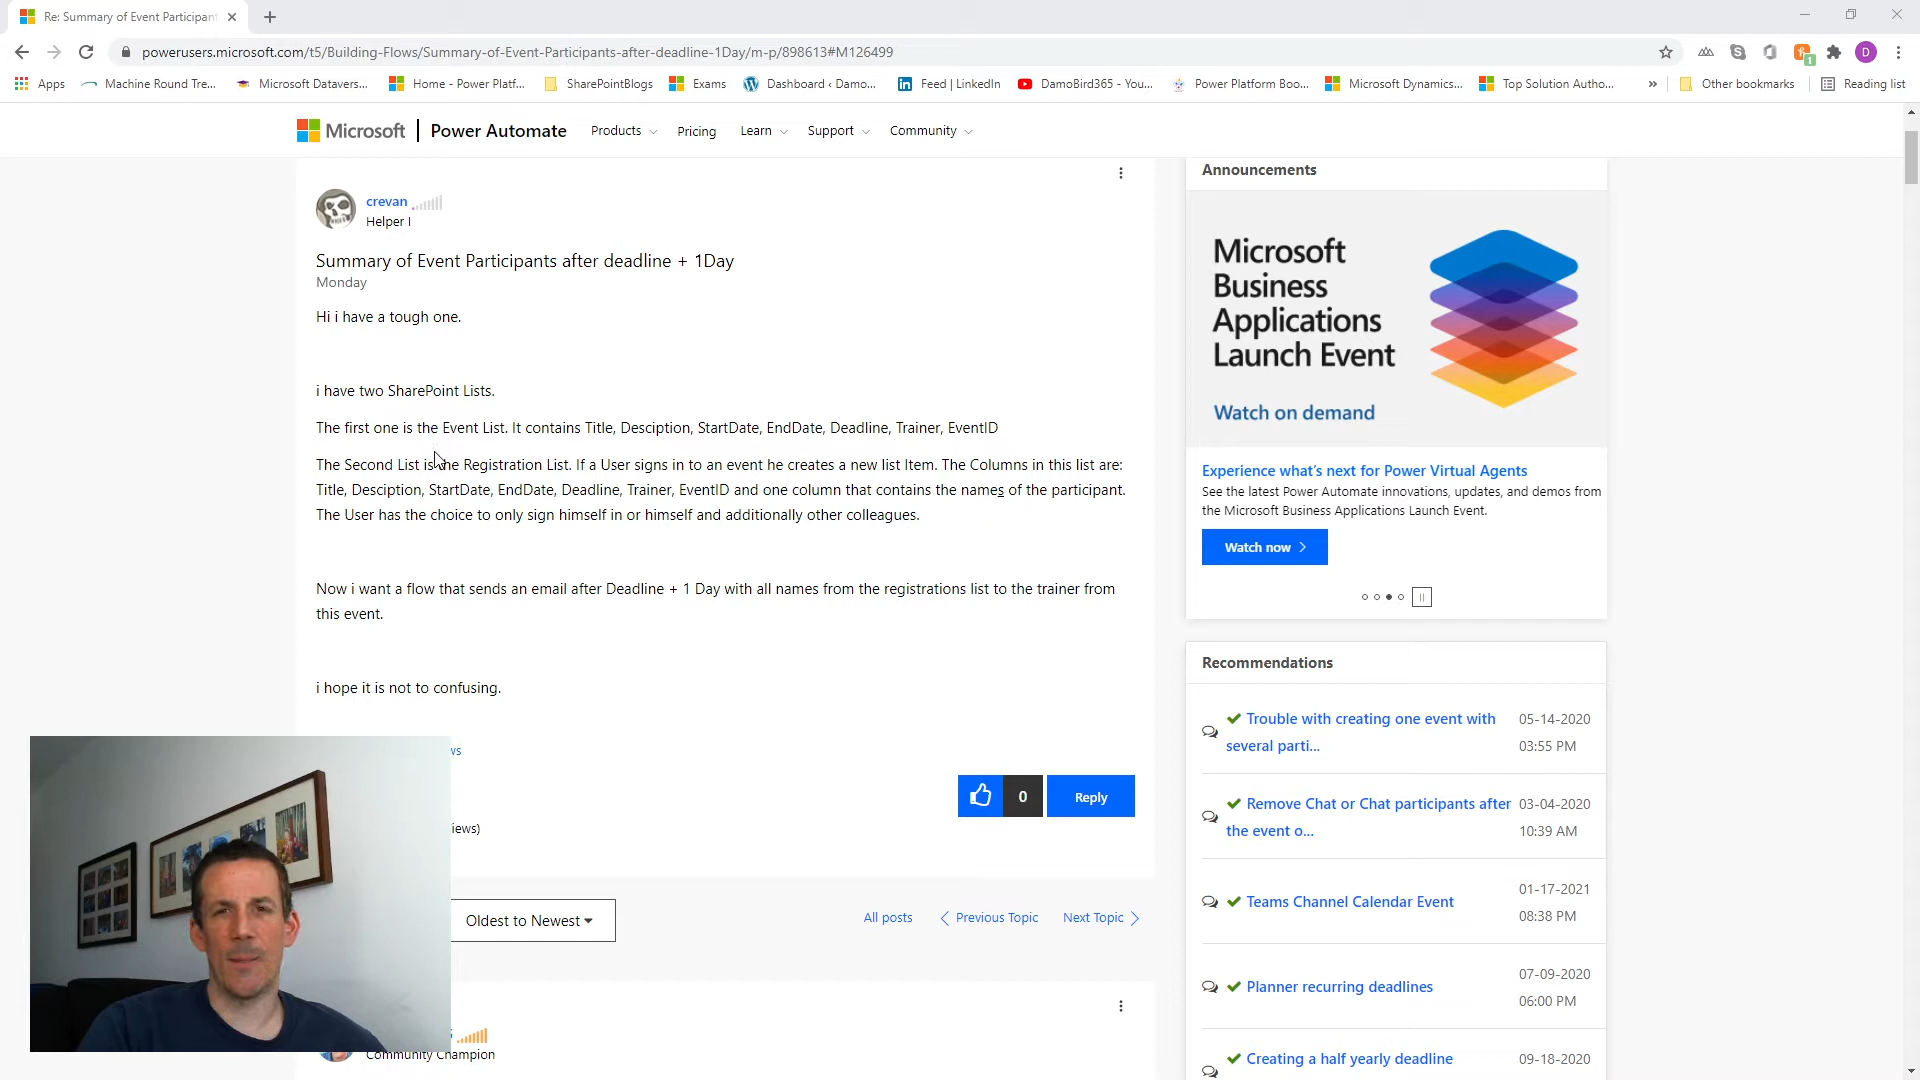 Re: Summary of Event Participant
powerusers.microsoft.com/t5/Building-Flows/Summary-of-Event-Participants-after-deadline-1Day/m-p/898613#M126499
1
D
Apps
Machine Round Tre...
Microsoft Datavers...
Home - Power Platf...
SharePointBlogs
Exams
Dashboard ‹ Damo...
Feed | LinkedIn
DamoBird365 - You...
Power Platform Boo...
Microsoft Dynamics...
Top Solution Autho...
»
Other bookmarks
Reading list
Microsoft
Power Automate
Products
Pricing
Learn
Support
Community
crevan
Helper I
Summary of Event Participants after deadline + 1Day
Monday
Hi i have a tough one.
i have two SharePoint Lists.
The first one is the Event List. It contains Title, Desciption, StartDate, EndDate, Deadline, Trainer, EventID
The Second List is the Registration List. If a User signs in to an event he creates a new list Item. The Columns in this list are:
Title, Desciption, StartDate, EndDate, Deadline, Trainer, EventID and one column that contains the names of the participant.
The User has the choice to only sign himself in or himself and additionally other colleagues.
Now i want a flow that sends an email after Deadline + 1 Day with all names from the registrations list to the trainer from
this event.
i hope it is not to confusing.
ws
0
Reply
iews)
Oldest to Newest
All posts
Previous Topic
Next Topic
Community Champion
Announcements
Microsoft
Business
Applications
Launch Event
Watch on demand
Experience what's next for Power Virtual Agents
See the latest Power Automate innovations, updates, and demos from
the Microsoft Business Applications Launch Event.
Watch now
Recommendations
Trouble with creating one event with
several parti...
05-14-2020
03:55 PM
Remove Chat or Chat participants after
the event o...
03-04-2020
10:39 AM
Teams Channel Calendar Event
01-17-2021
08:38 PM
Planner recurring deadlines
07-09-2020
06:00 PM
Creating a half yearly deadline
09-18-2020